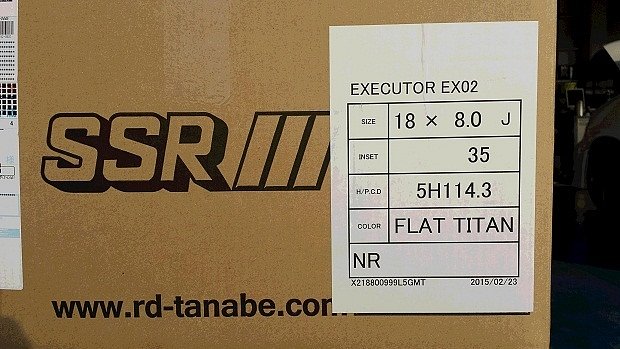 SSR
www.rd-tanabe.com
EXECUTOR EX02
SIZE 18 × 8.0 J
INSET 35
H/P.C.D 5H114.3
COLOR FLAT TITAN
NR
X218800999L5GMT 2015/02/23